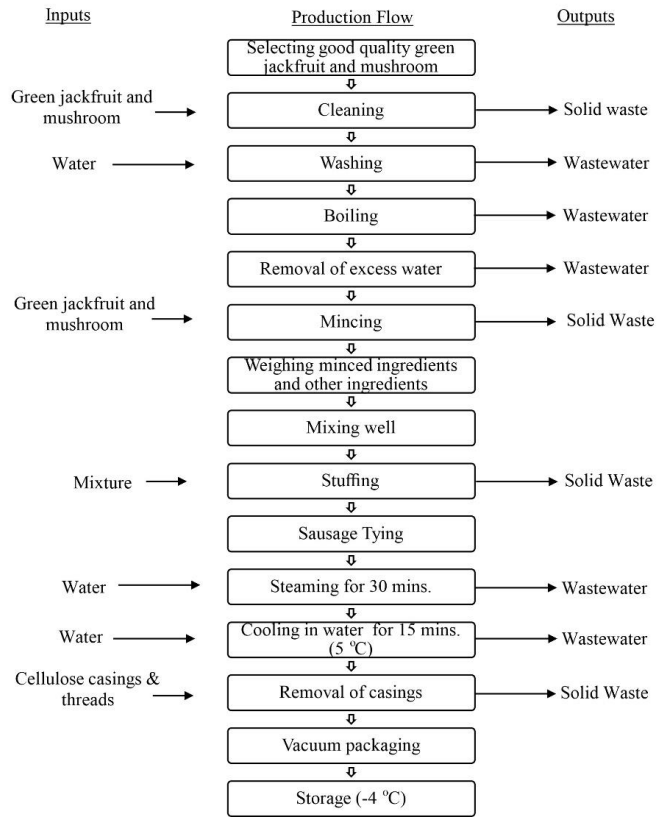 Inputs
Production Flow
Outputs
Selecting good quality green
jackfruit and mushroom
Green jackfruit and
mushroom
Cleaning
Solid waste
Water
Washing
Wastewater
Boiling
Wastewater
Removal of excess water
Wastewater
Green jackfruit and
mushroom
Mincing
Solid Waste
Weighing minced ingredients
and other ingredients
Mixing well
Mixture
Stuffing
Solid Waste
Sausage Tying
Water
Steaming for 30 mins.
Wastewater
Water
Cooling in water for 15 mins.
(5 °C)
Wastewater
Cellulose casings &
threads
Removal of casings
Solid Waste
Vacuum packaging
Storage (-4 °C)